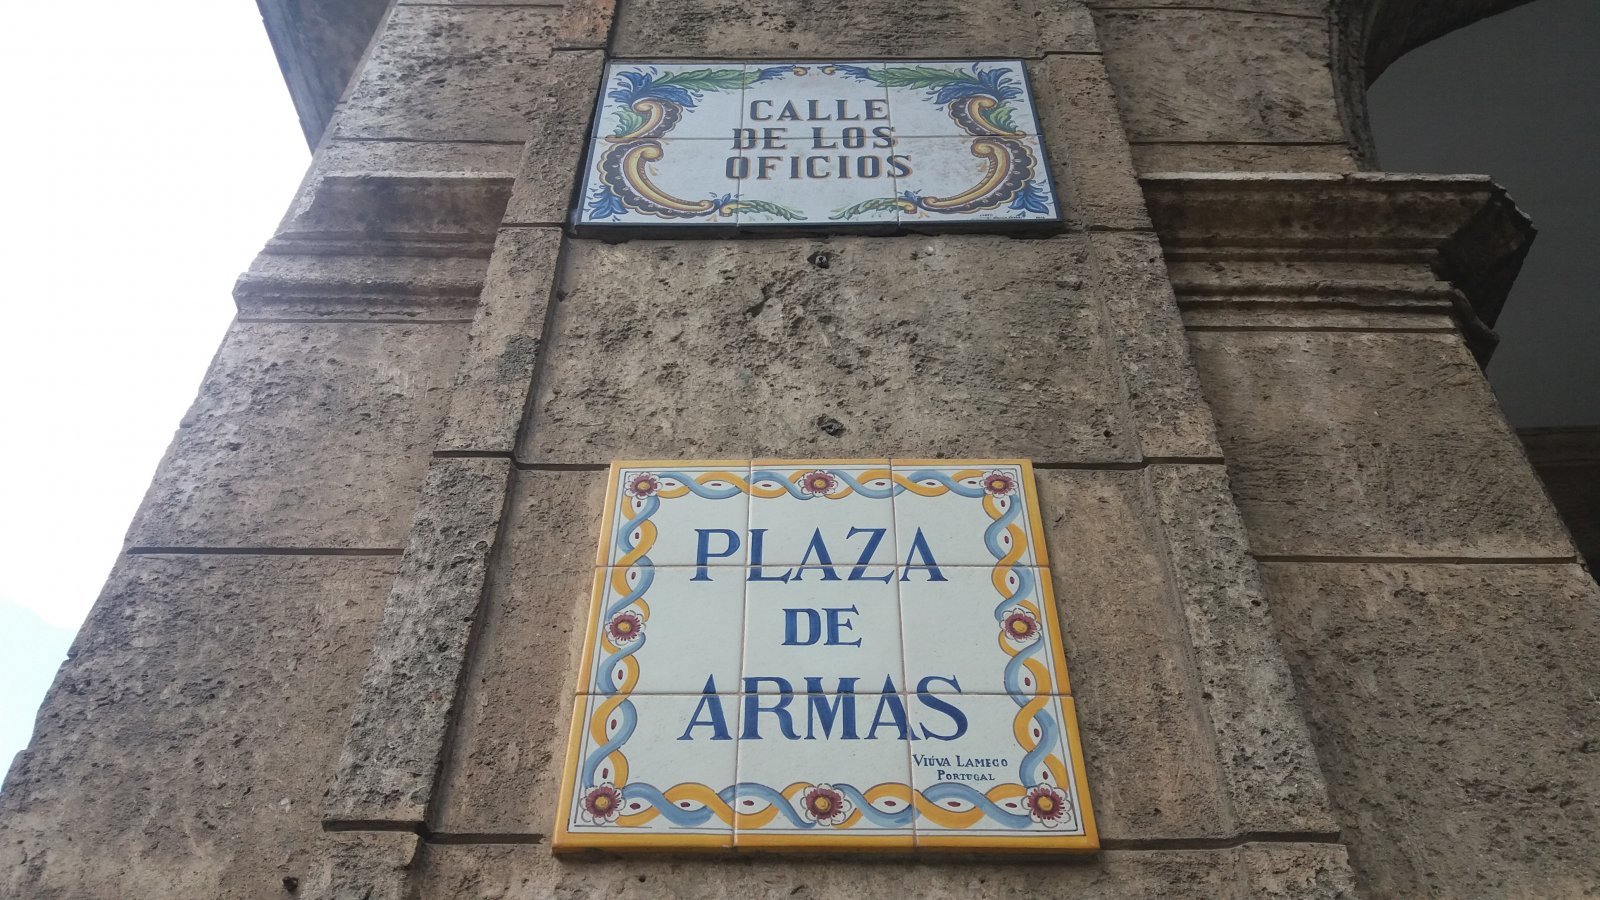 CALLE
DE LOS
OFICIOS
PLAZA
DE
ARMAS
VIÚVA LAMEGO
PORTUGAL